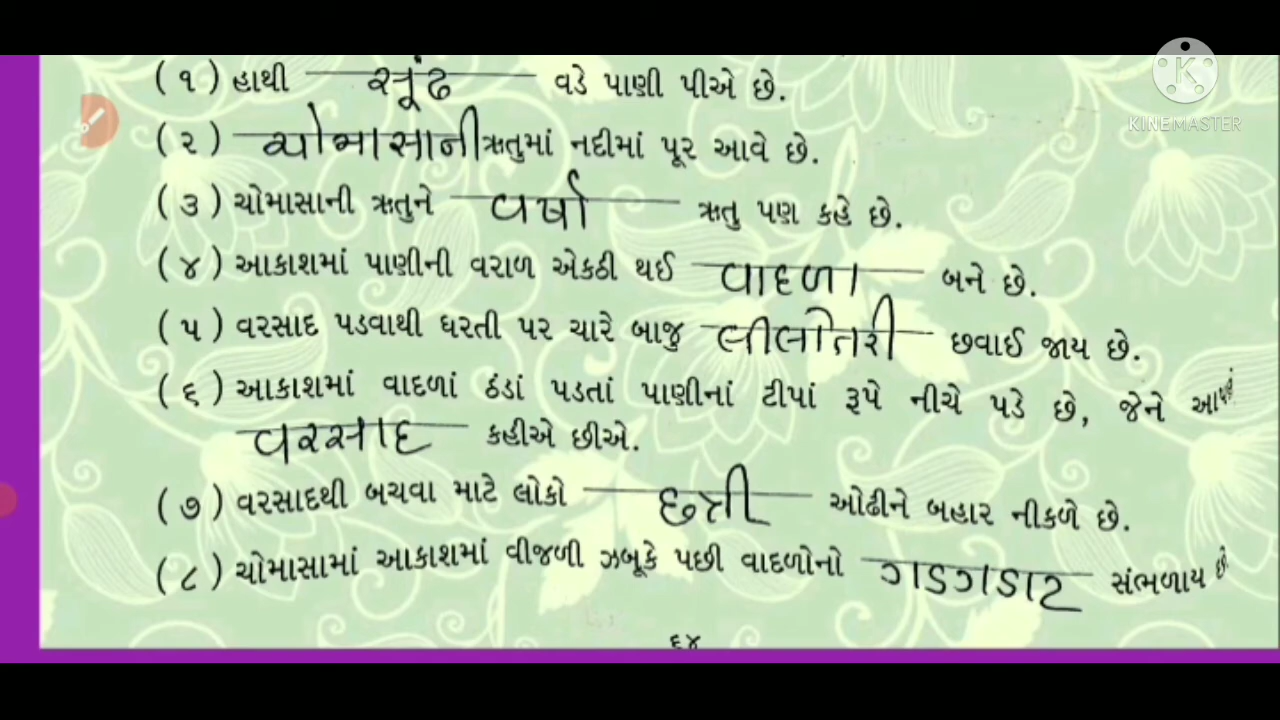 (૧) હાથી સૂંઢ વડે પાણી પીએ છે.
KINEMASTER
(૨) ચોમાસાની ઋતુમાં નદીમાં પૂર આવે છે.
(૩) ચોમાસાની ઋતુને વર્ષા ઋતુ પણ કહે છે.
(૪) આકાશમાં પાણીની વરાળ એકઠી થઈ વાદળા બને છે.
(૫) વરસાદ પડવાથી ધરતી પર ચારે બાજુ લીલોતરી છવાઈ જાય છે.
(૬) આકાશમાં વાદળાં ઠંડાં પડતાં પાણીનાં ટીપાં રૂપે નીચે પડે છે, જેને આપણે
વરસાદ કહીએ છીએ.
(૭) વરસાદથી બચવા માટે લોકો છત્રી ઓઢીને બહાર નીકળે છે.
(૮) ચોમાસામાં આકાશમાં વીજળી ઝબૂકે પછી વાદળોનો ગડગડાટ સંભળાય છે
૬૪